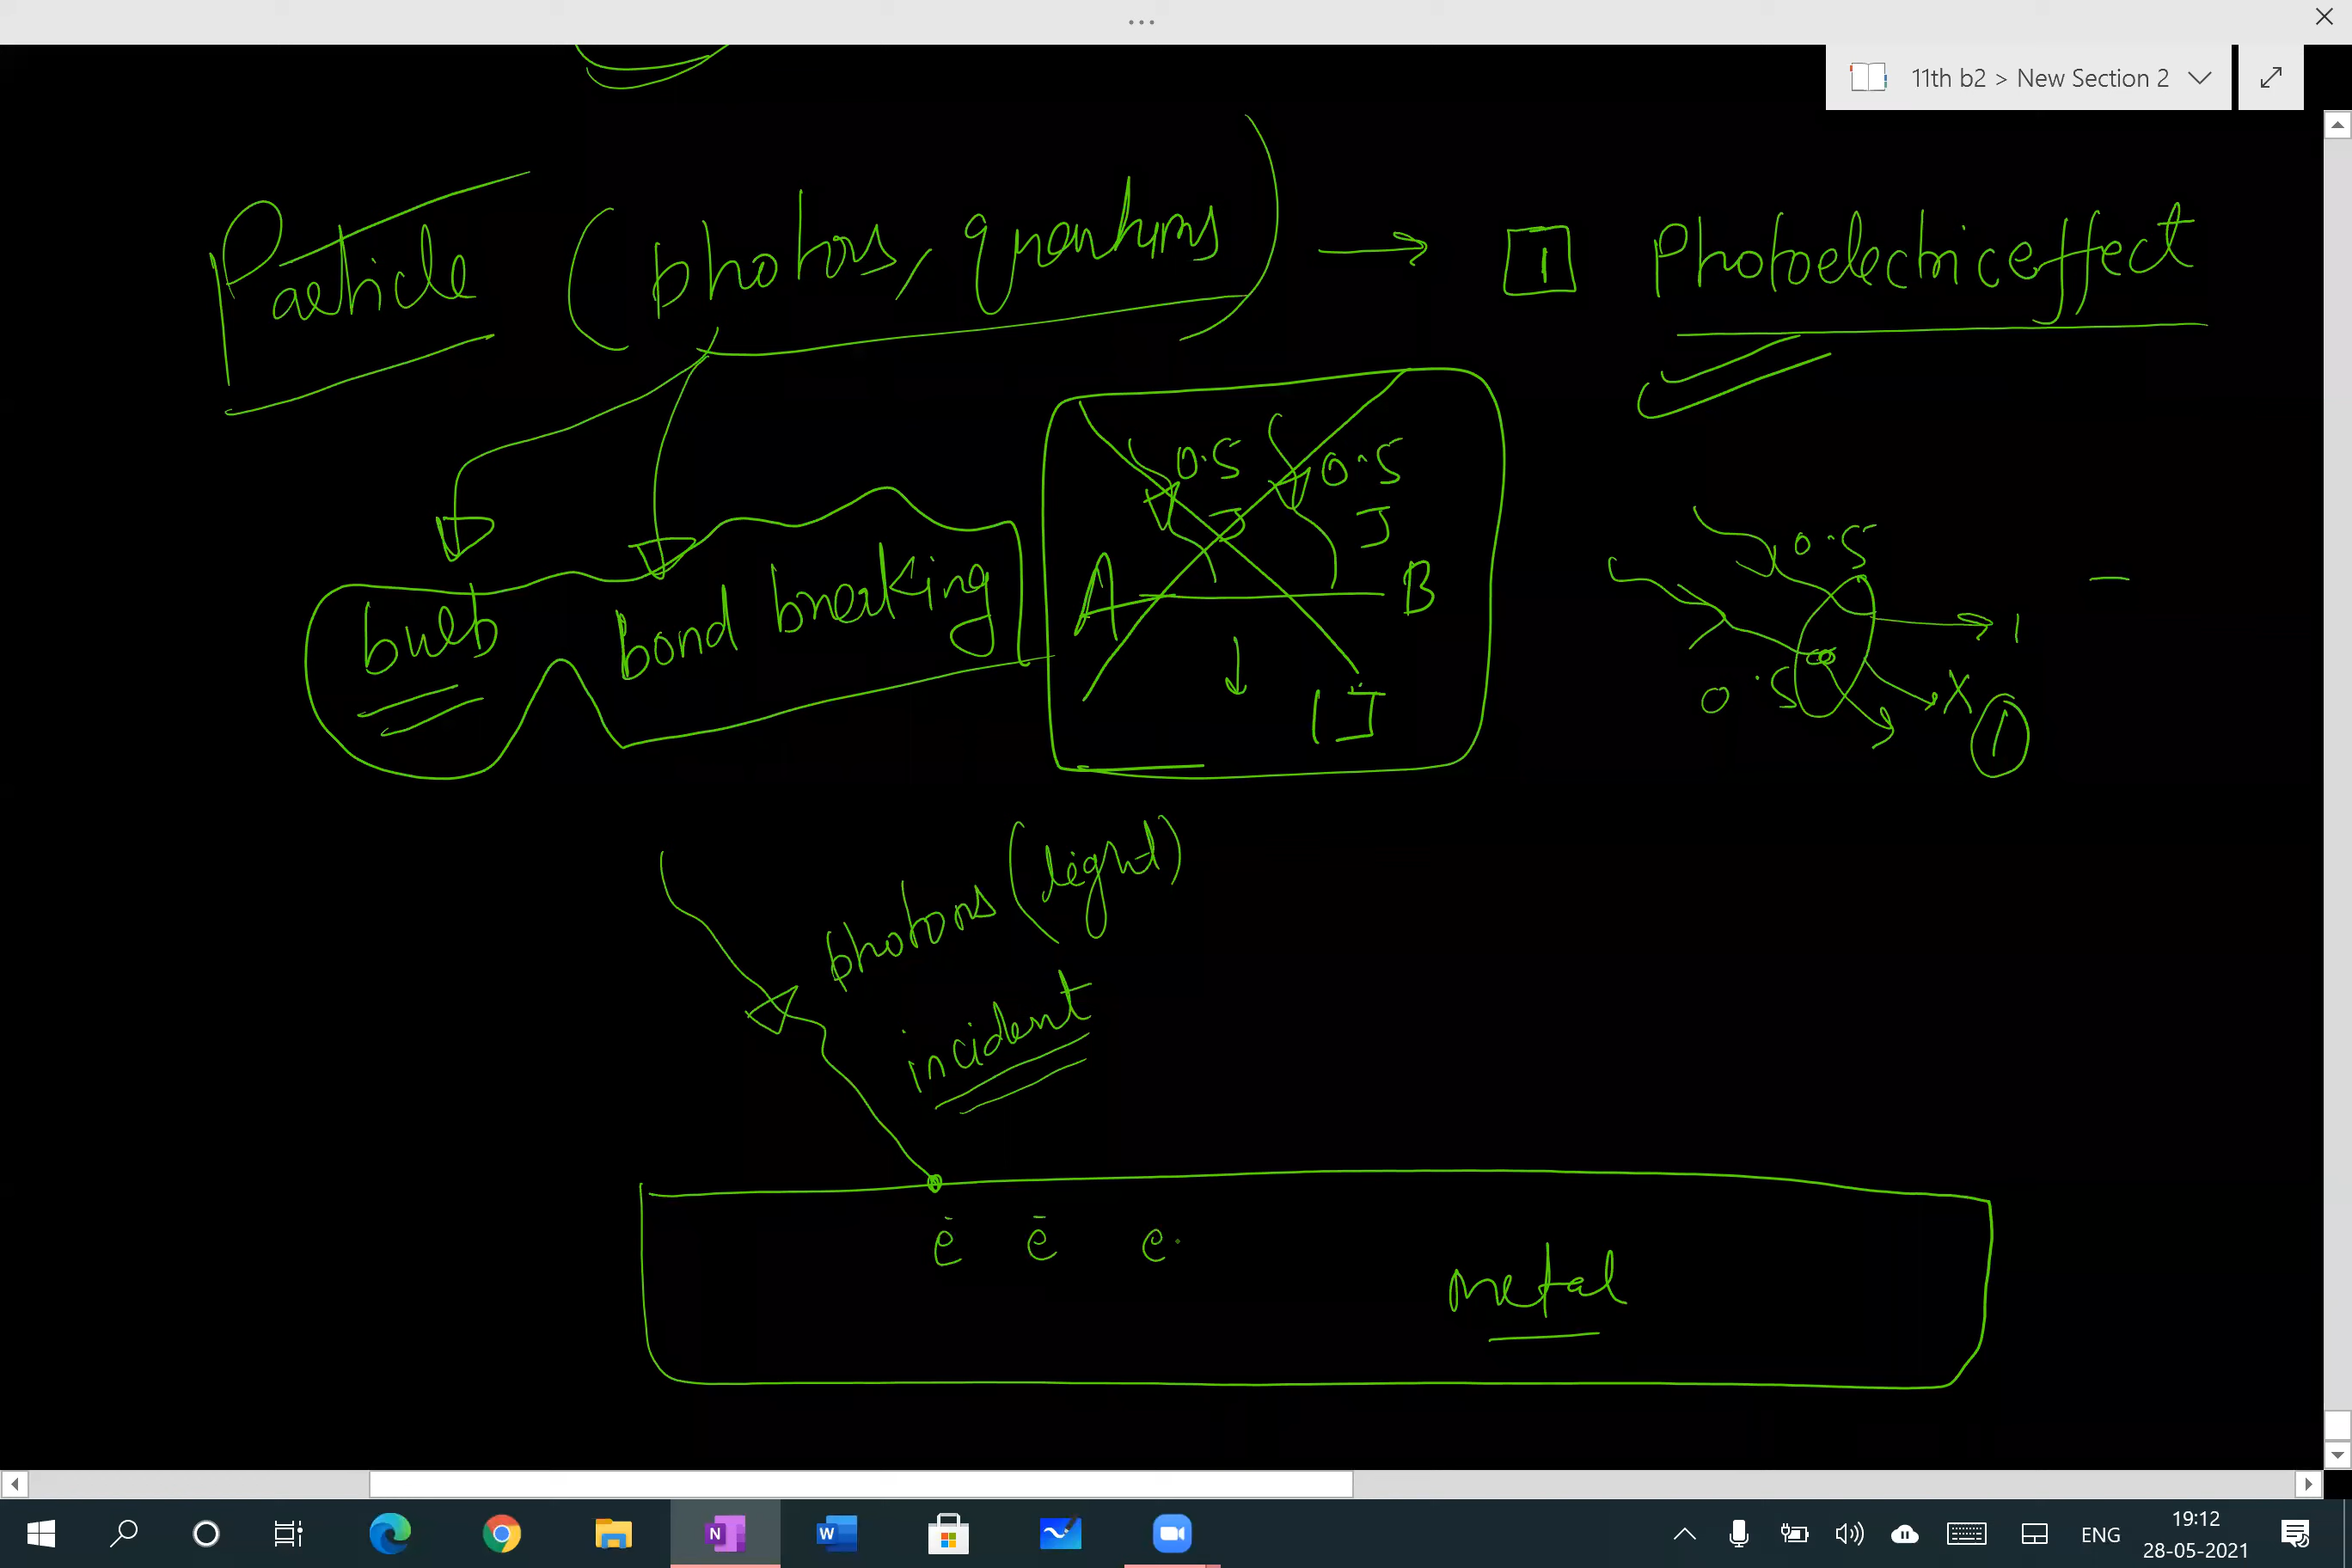 ...
11th b2 > New Section 2
Particle (photons, quantums) → 1 Photoelectric effect
0.5 J 0.5 J
A B
1 J
bulb bond breaking
0.5 1
0.5 X 1
photons (light)
incident
e e e
metal
ENG 19:12
28-05-2021